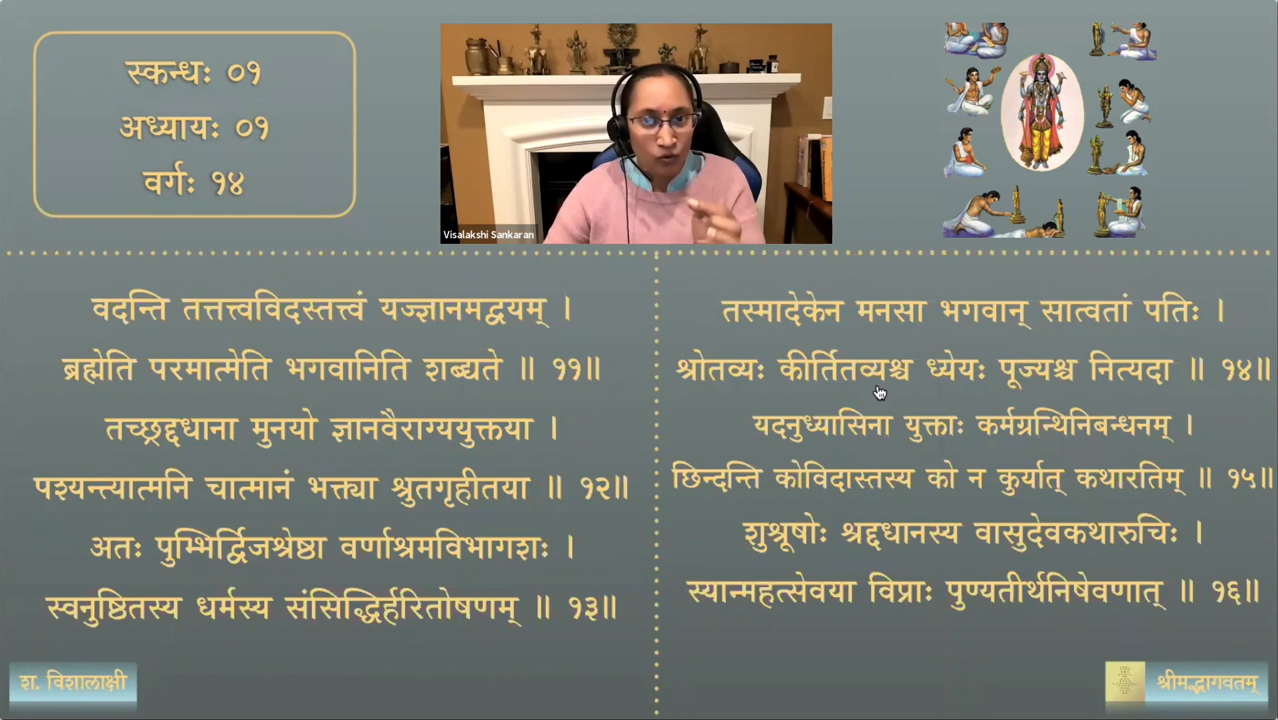 स्कन्धः ०१
अध्यायः ०१
वर्गः १४
Visalakshi Sankaran
वदन्ति तत्तत्त्वविदस्तत्त्वं यज्ज्ञानमद्वयम् ।
ब्रह्मेति परमात्मेति भगवानिति शब्द्यते ॥ ११॥
तच्छ्रद्दधाना मुनयो ज्ञानवैराग्ययुक्तया ।
पश्यन्त्यात्मनि चात्मानं भक्त्या श्रुतगृहीतया ॥ १२॥
अतः पुम्भिर्द्विजश्रेष्ठा वर्णाश्रमविभागशः ।
स्वनुष्ठितस्य धर्मस्य संसिद्धिर्हरितोषणम् ॥ १३॥
तस्मादेकेन मनसा भगवान् सात्वतां पतिः ।
श्रोतव्यः कीर्तितव्यश्च ध्येयः पूज्यश्च नित्यदा ॥ १४॥
यदनुध्यासिना युक्ताः कर्मग्रन्थिनिबन्धनम् ।
छिन्दन्ति कोविदास्तस्य को न कुर्यात् कथारतिम् ॥ १५॥
शुश्रूषोः श्रद्दधानस्य वासुदेवकथारुचिः ।
स्यान्महत्सेवया विप्राः पुण्यतीर्थनिषेवणात् ॥ १६॥
श. विशालाक्षी
श्रीमद्भागवतम्